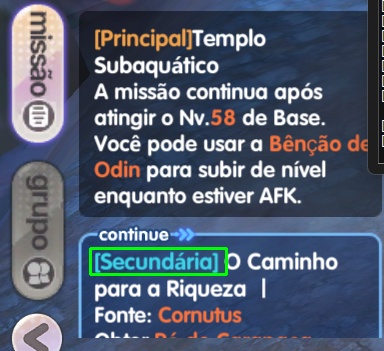 missão
grupo
[Principal]Templo
Subaquático
A missão continua após
atingir o Nv.58 de Base.
Você pode usar a Bênção de
Odin para subir de nível
enquanto estiver AFK.
continue
[Secundária] O Caminho
para a Riqueza |
Fonte: Cornutus